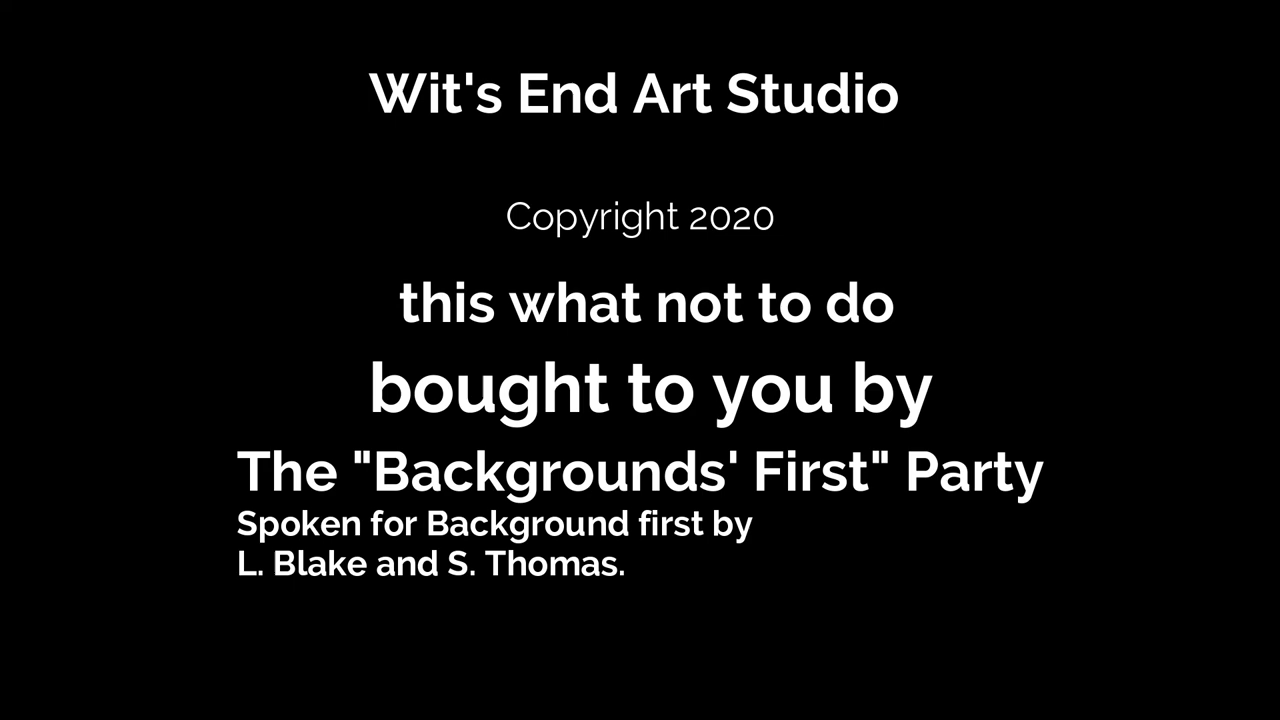 Wit's End Art Studio
Copyright 2020
this what not to do
bought to you by
The "Backgrounds' First" Party
Spoken for Background first by
L. Blake and S. Thomas.